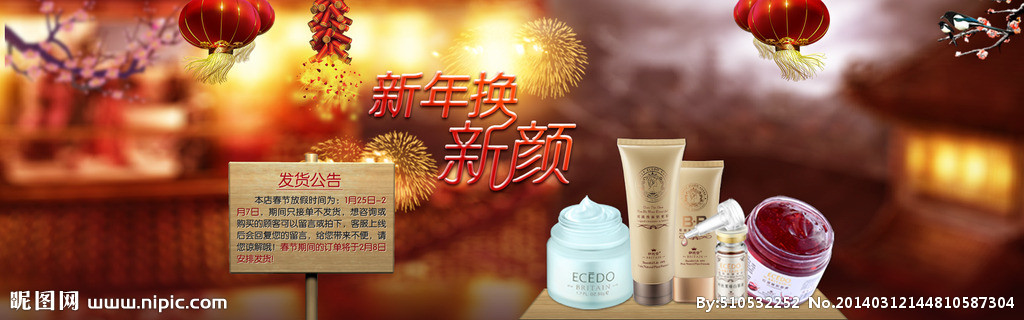 新年换
新颜
发货公告
本店春节放假时间为：1月25日-2
月7日，期间只接单不发货，想咨询或
购买的顾客可以留言或拍下，客服上线
后会回复您的留言，给您带来不便，请
您谅解哦！春节期间的订单将于2月8日
安排发货！
ECEDO
BRITAIN
BRITAIN
B·B
BRITAIN
昵图网 www.nipic.com
By:510532252 No.20140312144810587304